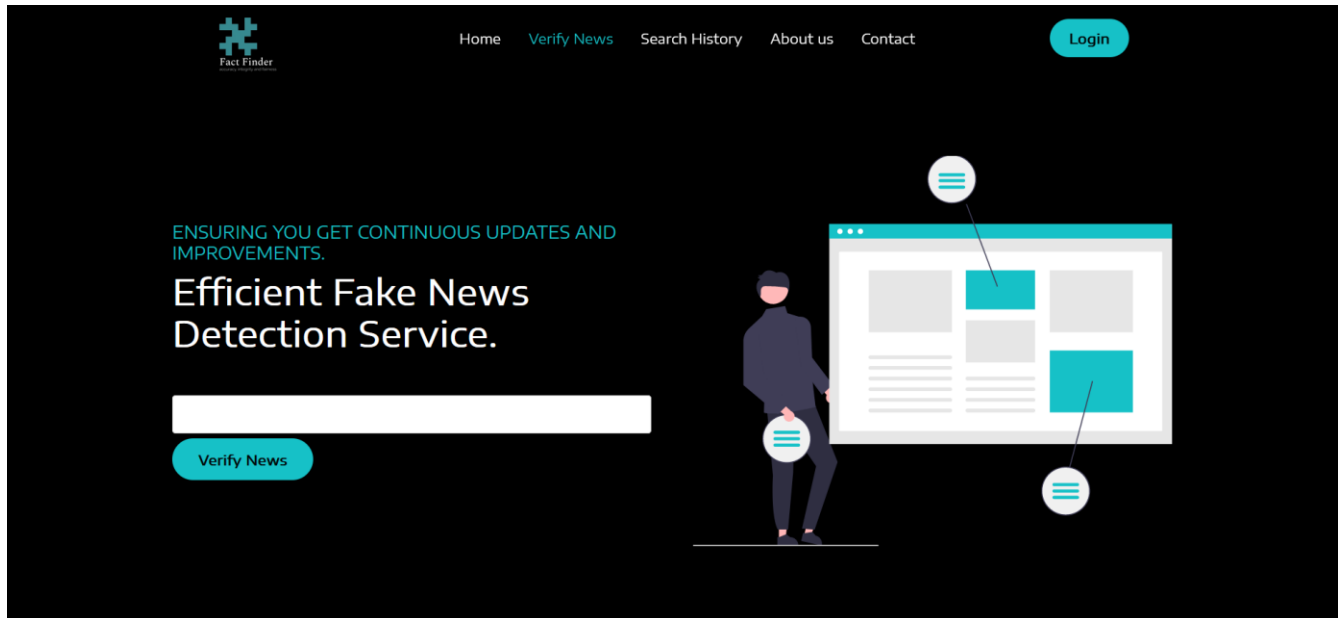 Fact Finder
Home Verify News Search History About us Contact
Login
ENSURING YOU GET CONTINUOUS UPDATES AND
IMPROVEMENTS.
Efficient Fake News
Detection Service.
Verify News